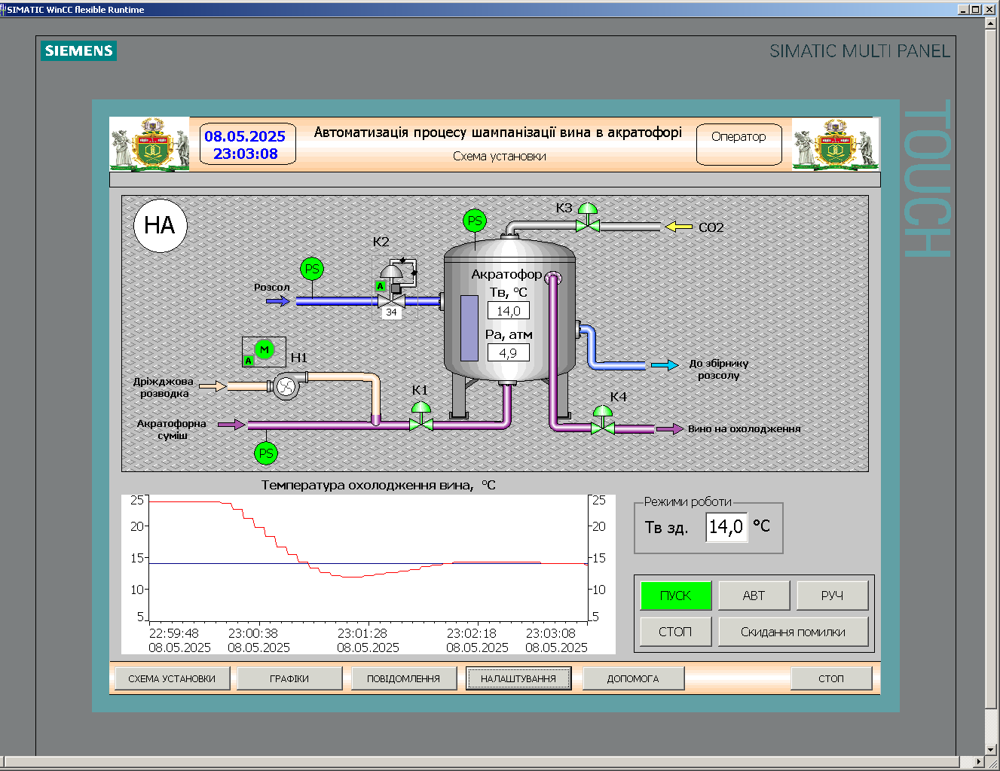 SIMATIC WinCC flexible Runtime
SIEMENS
SIMATIC MULTI PANEL
TOUCH
08.05.2025
23:03:08
Автоматизація процесу шампанізації вина в акратофорі
Схема установки
Оператор
НА
PS
К3
CO2
К2
PS
Розсол
A
34
Акратофор
Тв, °C
14,0
Ра, атм
4,9
M
A
Н1
Дріжджова
розводка
До збірнику
розсолу
К1
К4
Акратофорна
суміш
Вино на охолодження
PS
Температура охолодження вина, °C
25
20
15
10
5
25
20
15
10
5
22:59:48
08.05.2025
23:00:38
08.05.2025
23:01:28
08.05.2025
23:02:18
08.05.2025
23:03:08
08.05.2025
Режими роботи
Тв зд.
14,0
°C
ПУСК
АВТ
РУЧ
СТОП
Скидання помилки
СХЕМА УСТАНОВКИ
ГРАФІКИ
ПОВІДОМЛЕННЯ
НАЛАШТУВАННЯ
ДОПОМОГА
СТОП